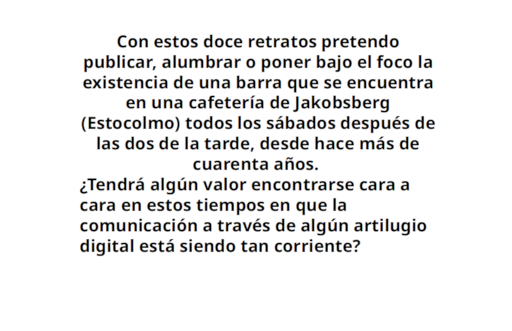 Con estos doce retratos pretendo
publicar, alumbrar o poner bajo el foco la
existencia de una barra que se encuentra
en una cafetería de Jakobsberg
(Estocolmo) todos los sábados después de
las dos de la tarde, desde hace más de
cuarenta años.
¿Tendrá algún valor encontrarse cara a
cara en estos tiempos en que la
comunicación a través de algún artilugio
digital está siendo tan corriente?